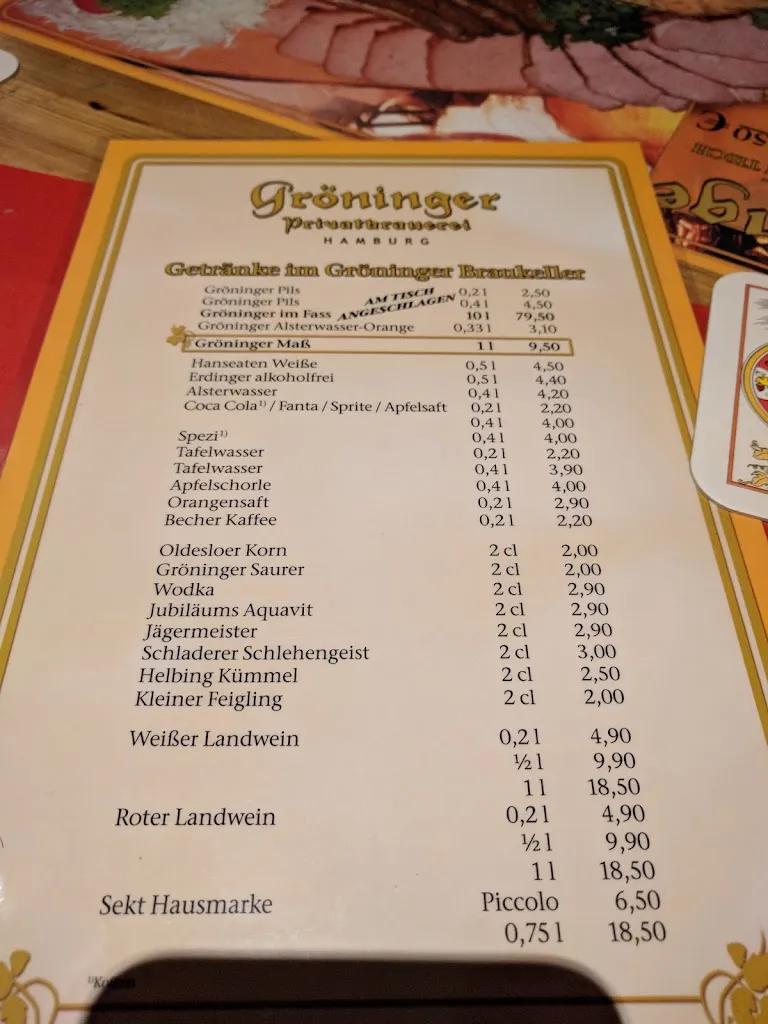 50 €
Gröninger
Privatbrauerei
HAMBURG
Getränke im Gröninger Braukeller
Gröninger Pils 0,2 l 2,50
Gröninger Pils AM TISCH 0,4 l 4,50
Gröninger im Fass ANGESCHLAGEN 10 l 79,50
Gröninger Alsterwasser-Orange 0,33 l 3,10
Gröninger Maß 1 l 9,50
Hanseaten Weiße 0,5 l 4,50
Erdinger alkoholfrei 0,5 l 4,40
Alsterwasser 0,4 l 4,20
Coca Cola¹⁾ / Fanta / Sprite / Apfelsaft 0,2 l 2,20
0,4 l 4,00
Spezi¹⁾ 0,4 l 4,00
Tafelwasser 0,2 l 2,20
Tafelwasser 0,4 l 3,90
Apfelschorle 0,4 l 4,00
Orangensaft 0,2 l 2,90
Becher Kaffee 0,2 l 2,20
Oldesloer Korn 2 cl 2,00
Gröninger Saurer 2 cl 2,00
Wodka 2 cl 2,90
Jubiläums Aquavit 2 cl 2,90
Jägermeister 2 cl 2,90
Schladerer Schlehengeist 2 cl 3,00
Helbing Kümmel 2 cl 2,50
Kleiner Feigling 2 cl 2,00
Weißer Landwein 0,2 l 4,90
½ l 9,90
1 l 18,50
Roter Landwein 0,2 l 4,90
½ l 9,90
1 l 18,50
Sekt Hausmarke Piccolo 6,50
0,75 l 18,50